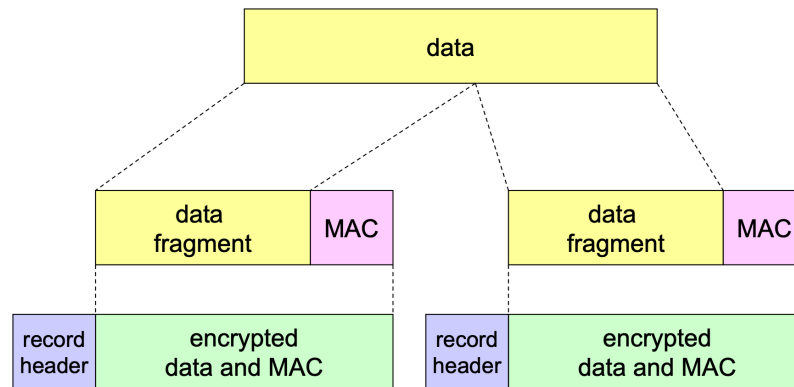 data
data
fragment
MAC
data
fragment
MAC
record
header
encrypted
data and MAC
record
header
encrypted
data and MAC